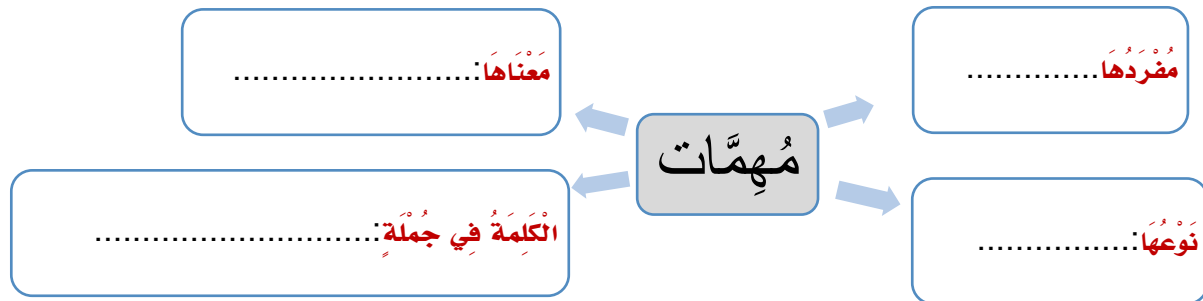 مُفْرَدُهَا..............
مَعْنَاهَا:.........................
مُهِمَّات
نَوْعُهَا:................
الْكَلِمَةُ فِي جُمْلَةٍ:.............................